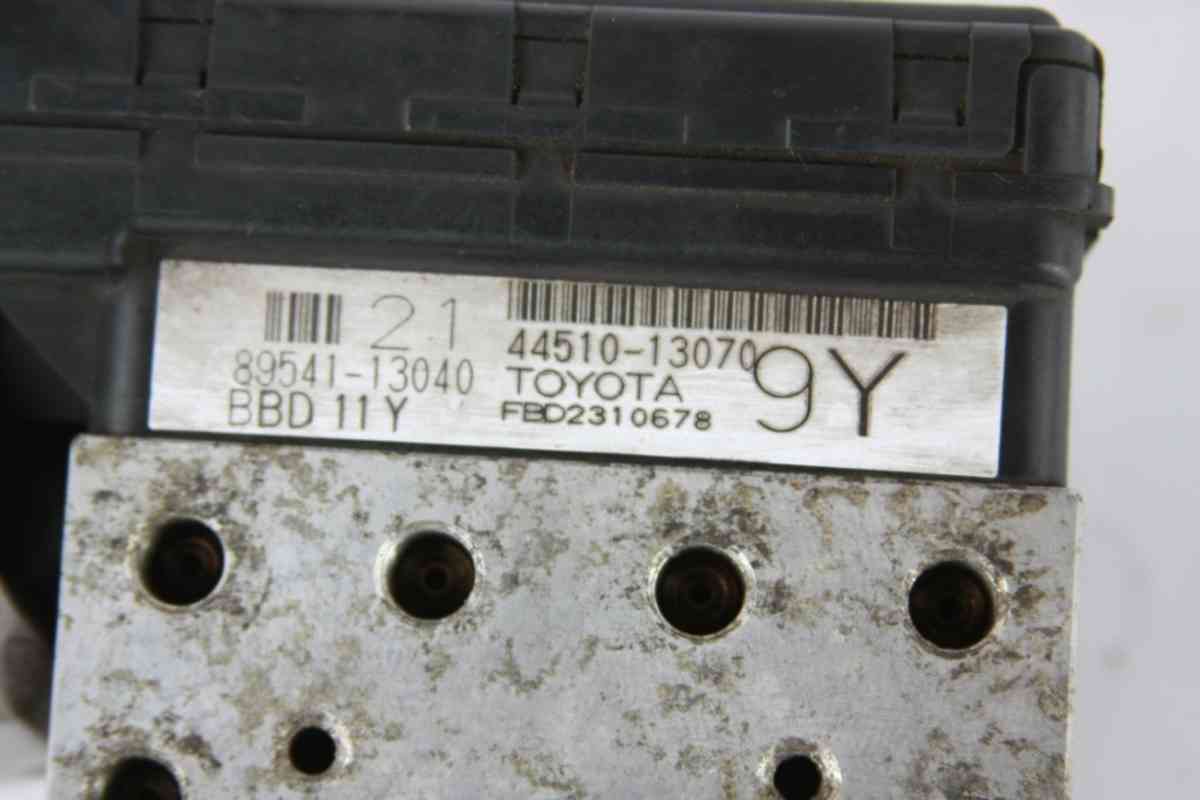 21
89541-13040
BBD 11Y
44510-13070
TOYOTA
FBD2310678
9Y